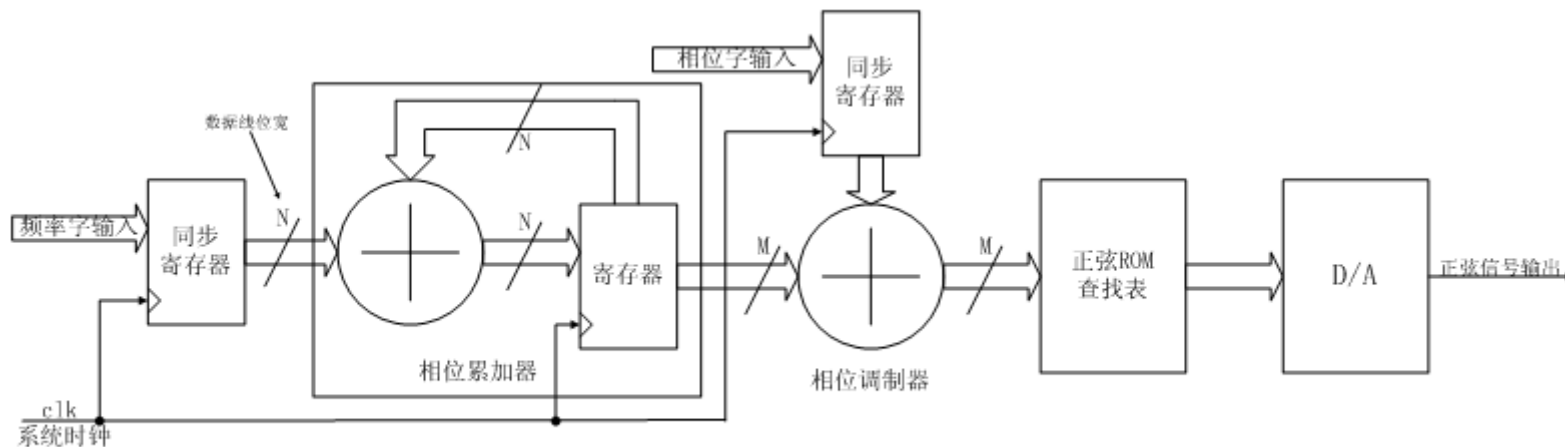 相位字输入
同步
寄存器
数据线位宽
N
频率字输入
同步
寄存器
N
N
寄存器
相位累加器
M
相位调制器
M
正弦ROM
查找表
D/A
正弦信号输出
clk
系统时钟